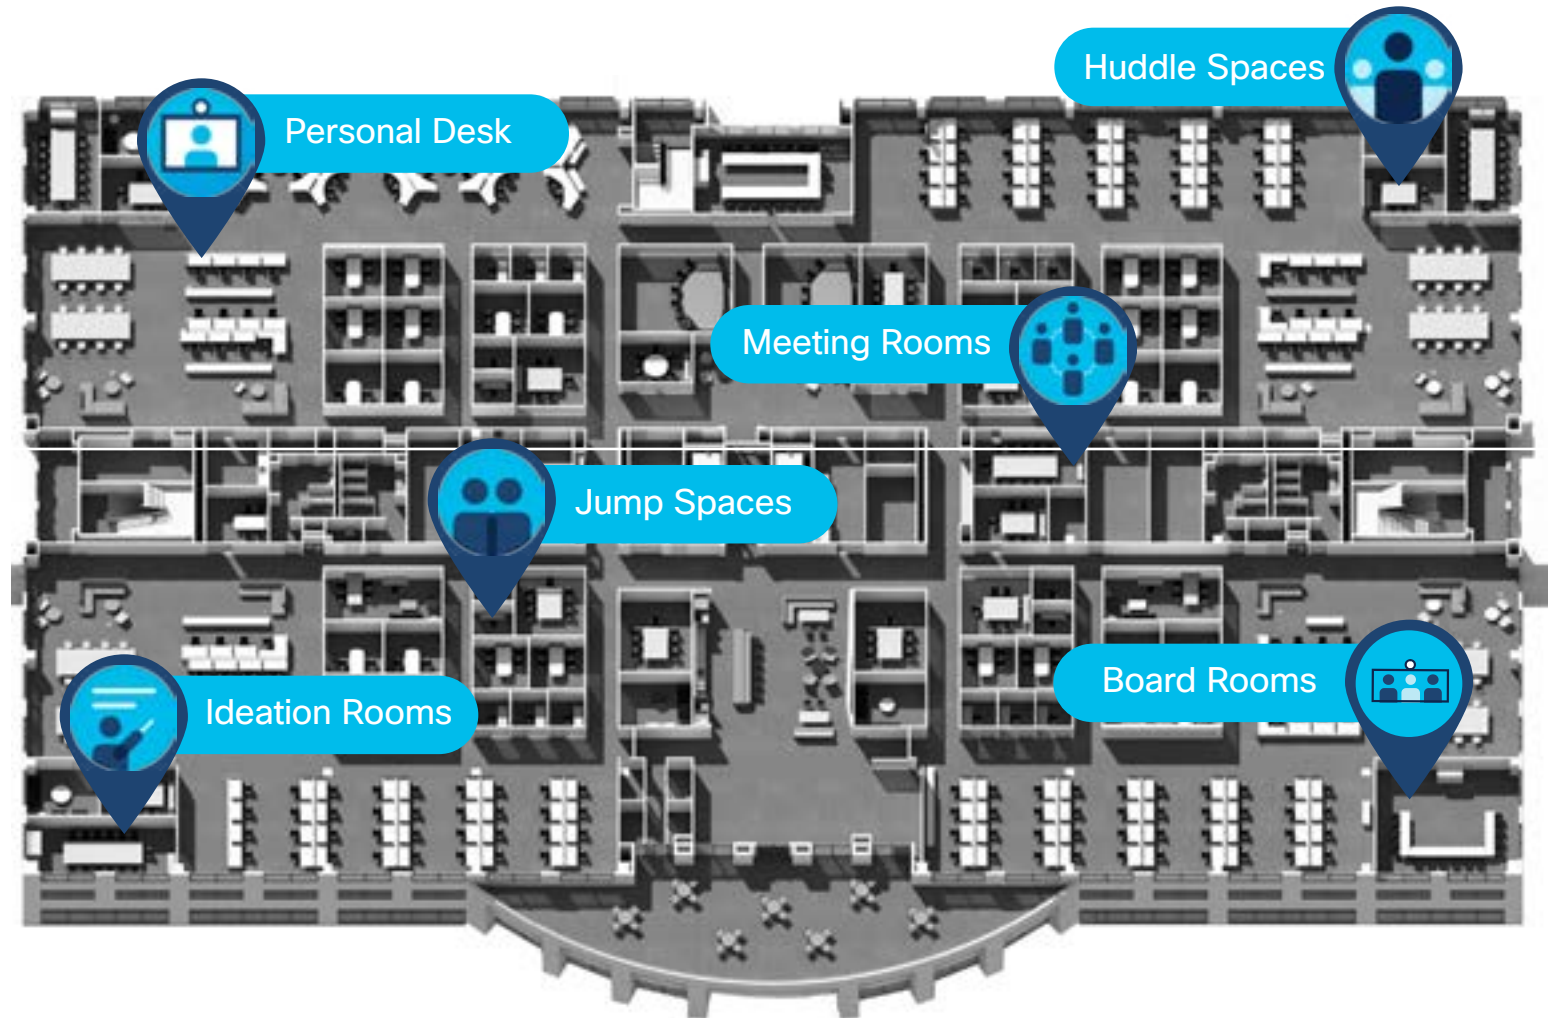 Huddle Spaces
Personal Desk
Meeting Rooms
Jump Spaces
Board Rooms
Ideation Rooms